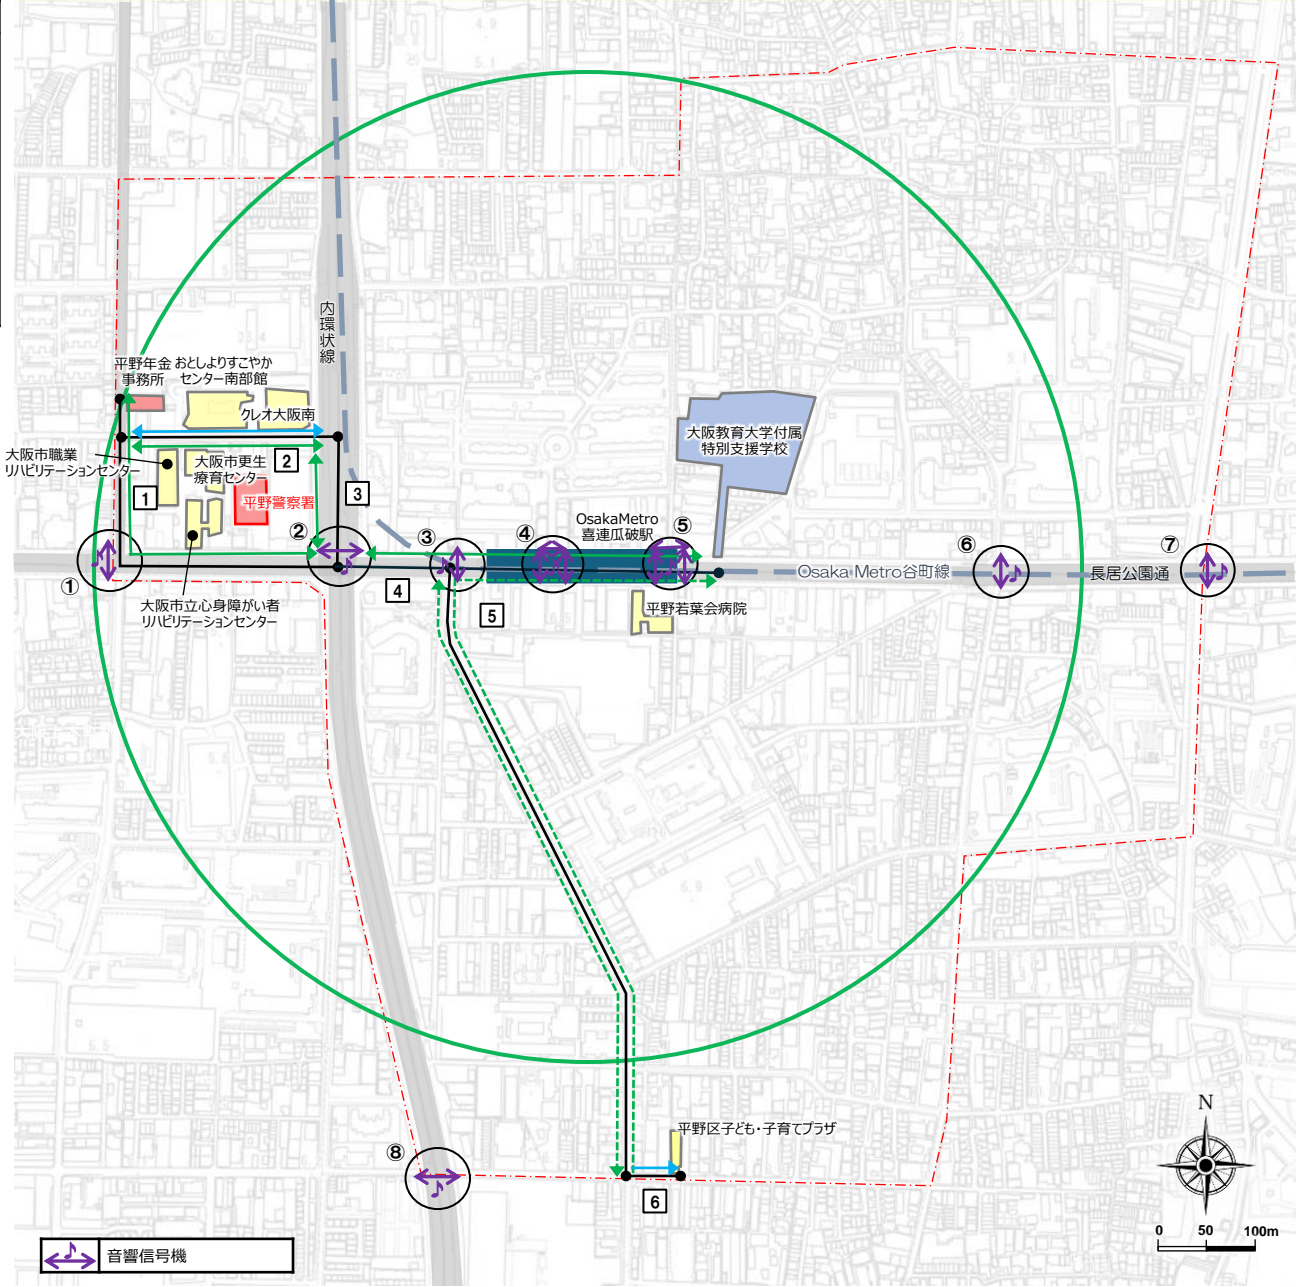 内環状線
平野年金
事務所
おとしよりすこやか
センター南部館
クレオ大阪南
大阪市職業
リハビリテーションセンター
大阪市更生
療育センター
平野警察署
大阪教育大学付属
特別支援学校
1
2
3
①
②
③
④
⑤
⑥
⑦
OsakaMetro
喜連瓜破駅
Osaka Metro谷町線
長居公園通
4
5
大阪市立心身障がい者
リハビリテーションセンター
平野若葉会病院
平野区子ども・子育てプラザ
⑧
6
N
0 50 100m
音響信号機